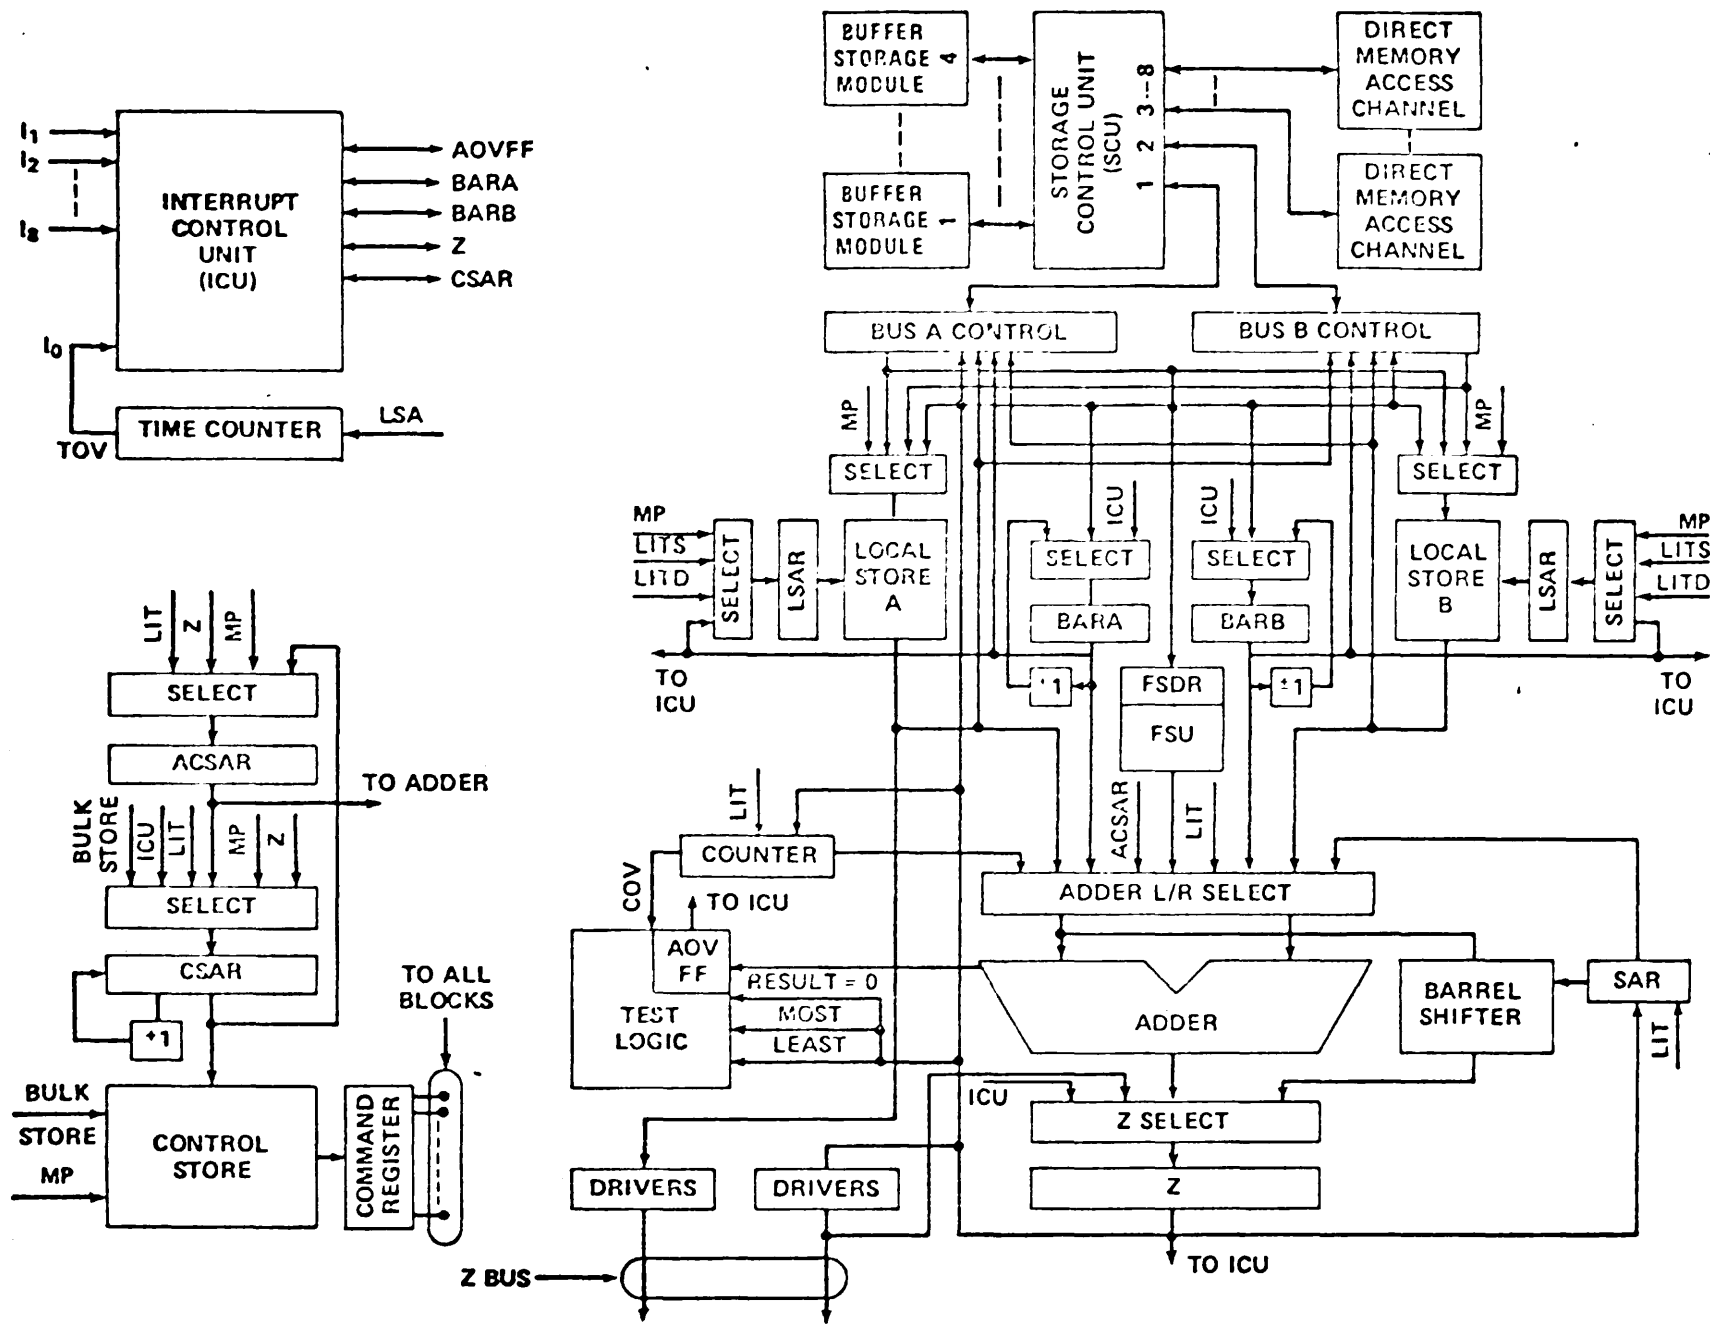 BUFFER
STORAGE 4
MODULE
STORAGE
CONTROL UNIT
(SCU)
3---8
2
1
DIRECT
MEMORY
ACCESS
CHANNEL
BUFFER
STORAGE 1
MODULE
DIRECT
MEMORY
ACCESS
CHANNEL
I1
I2
I8
I0
INTERRUPT
CONTROL
UNIT
(ICU)
AOVFF
BARA
BARB
Z
CSAR
TIME COUNTER
LSA
TOV
BUS A CONTROL
BUS B CONTROL
MP
MP
SELECT
SELECT
ICU
ICU
MP
LITS
LITD
SELECT
LSAR
LOCAL
STORE
A
SELECT
SELECT
LOCAL
STORE
B
LSAR
SELECT
MP
LITS
LITD
BARA
BARB
TO
ICU
FSDR
FSU
±1
TO
ICU
LIT
Z
MP
SELECT
ACSAR
TO ADDER
BULK
STORE
ICU
LIT
MP
Z
SELECT
CSAR
TO ALL
BLOCKS
BULK
STORE
MP
CONTROL
STORE
COMMAND
REGISTER
LIT
ACSAR
LIT
COUNTER
COV
TO ICU
ADDER L/R SELECT
AOV
FF
TEST
LOGIC
RESULT = 0
MOST
LEAST
ADDER
BARREL
SHIFTER
SAR
LIT
ICU
Z SELECT
DRIVERS
DRIVERS
Z
Z BUS
TO ICU